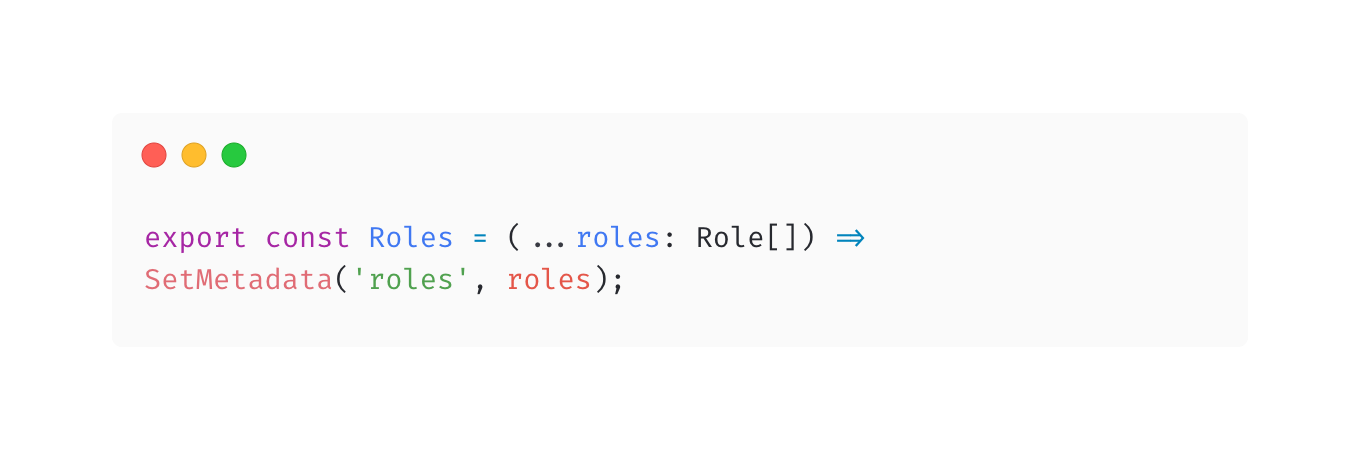 export const Roles = (...roles: Role[]) =>
SetMetadata('roles', roles);